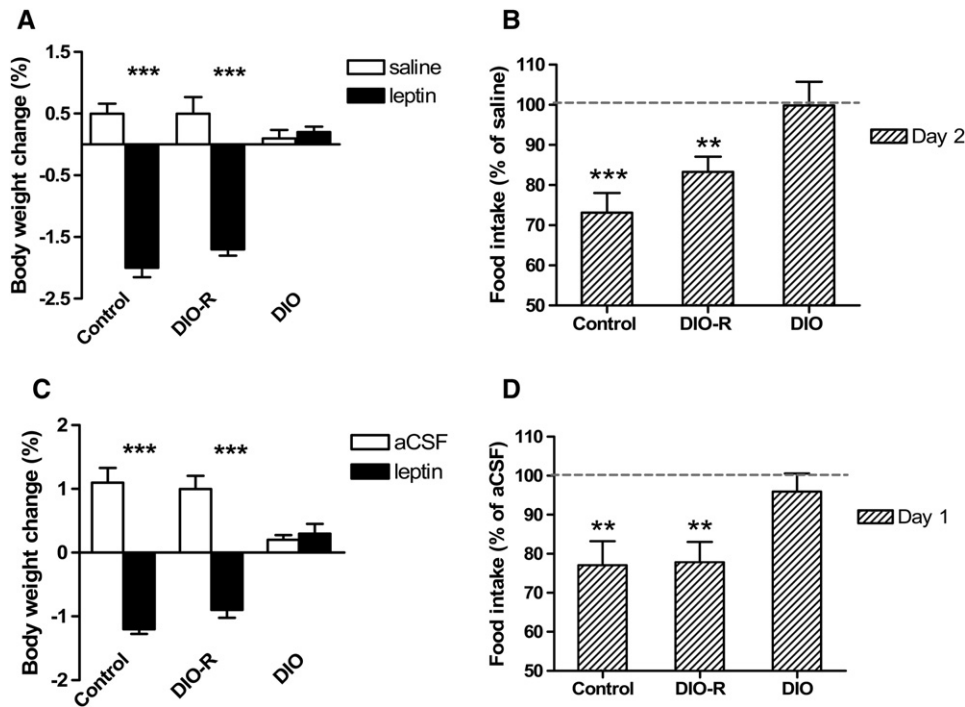 A
Body weight change (%)
1.5
0.5
-0.5
-1.5
-2.5
***
***
saline
leptin
Control
DIO-R
DIO
B
Food intake (% of saline)
110
100
90
80
70
60
50
***
**
Day 2
Control
DIO-R
DIO
C
Body weight change (%)
2
1
0
-1
-2
***
***
aCSF
leptin
Control
DIO-R
DIO
D
Food intake (% of aCSF)
110
100
90
80
70
60
50
**
**
Day 1
Control
DIO-R
DIO